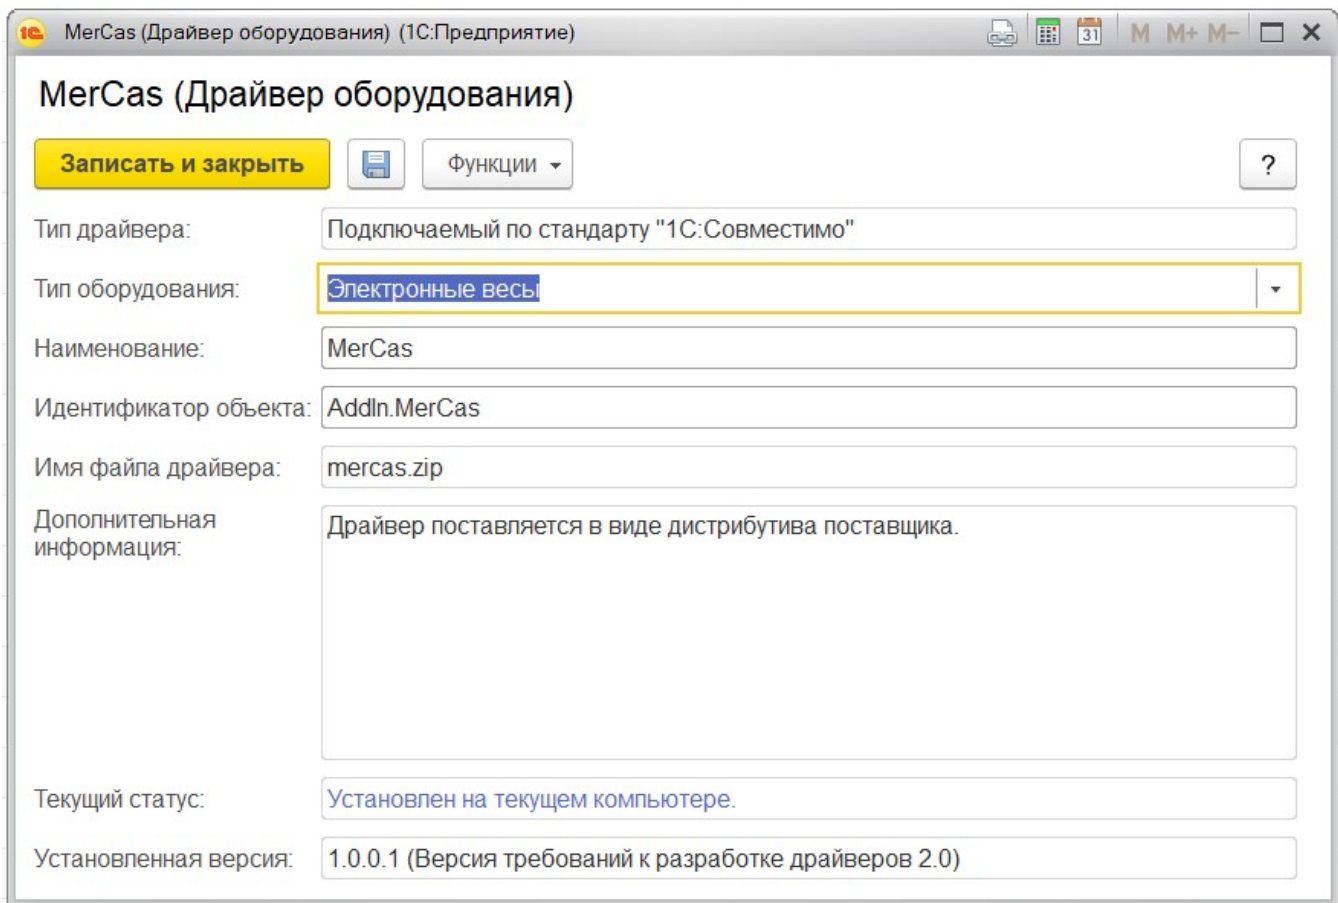 1С MerCas (Драйвер оборудования) (1С:Предприятие) 31 M M+ M-
MerCas (Драйвер оборудования)
Записать и закрыть Функции ?
Тип драйвера: Подключаемый по стандарту "1С:Совместимо"
Тип оборудования: Электронные весы
Наименование: MerCas
Идентификатор объекта: AddIn.MerCas
Имя файла драйвера: mercas.zip
Дополнительная
информация:
Драйвер поставляется в виде дистрибутива поставщика.
Текущий статус: Установлен на текущем компьютере.
Установленная версия: 1.0.0.1 (Версия требований к разработке драйверов 2.0)